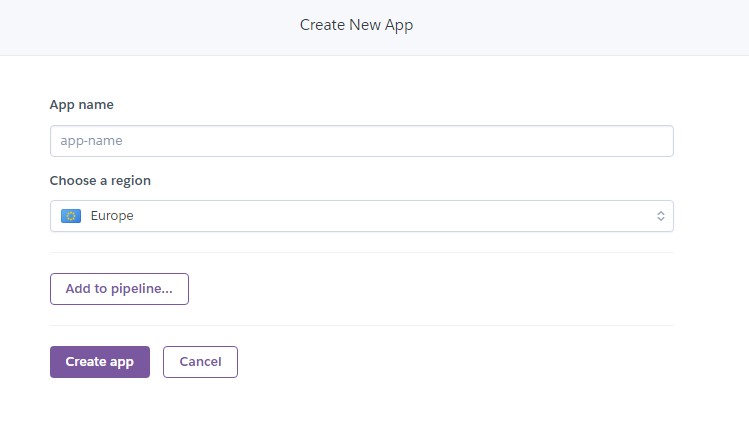 Create New App
App name
app-name
Choose a region
Europe
Add to pipeline...
Create app
Cancel